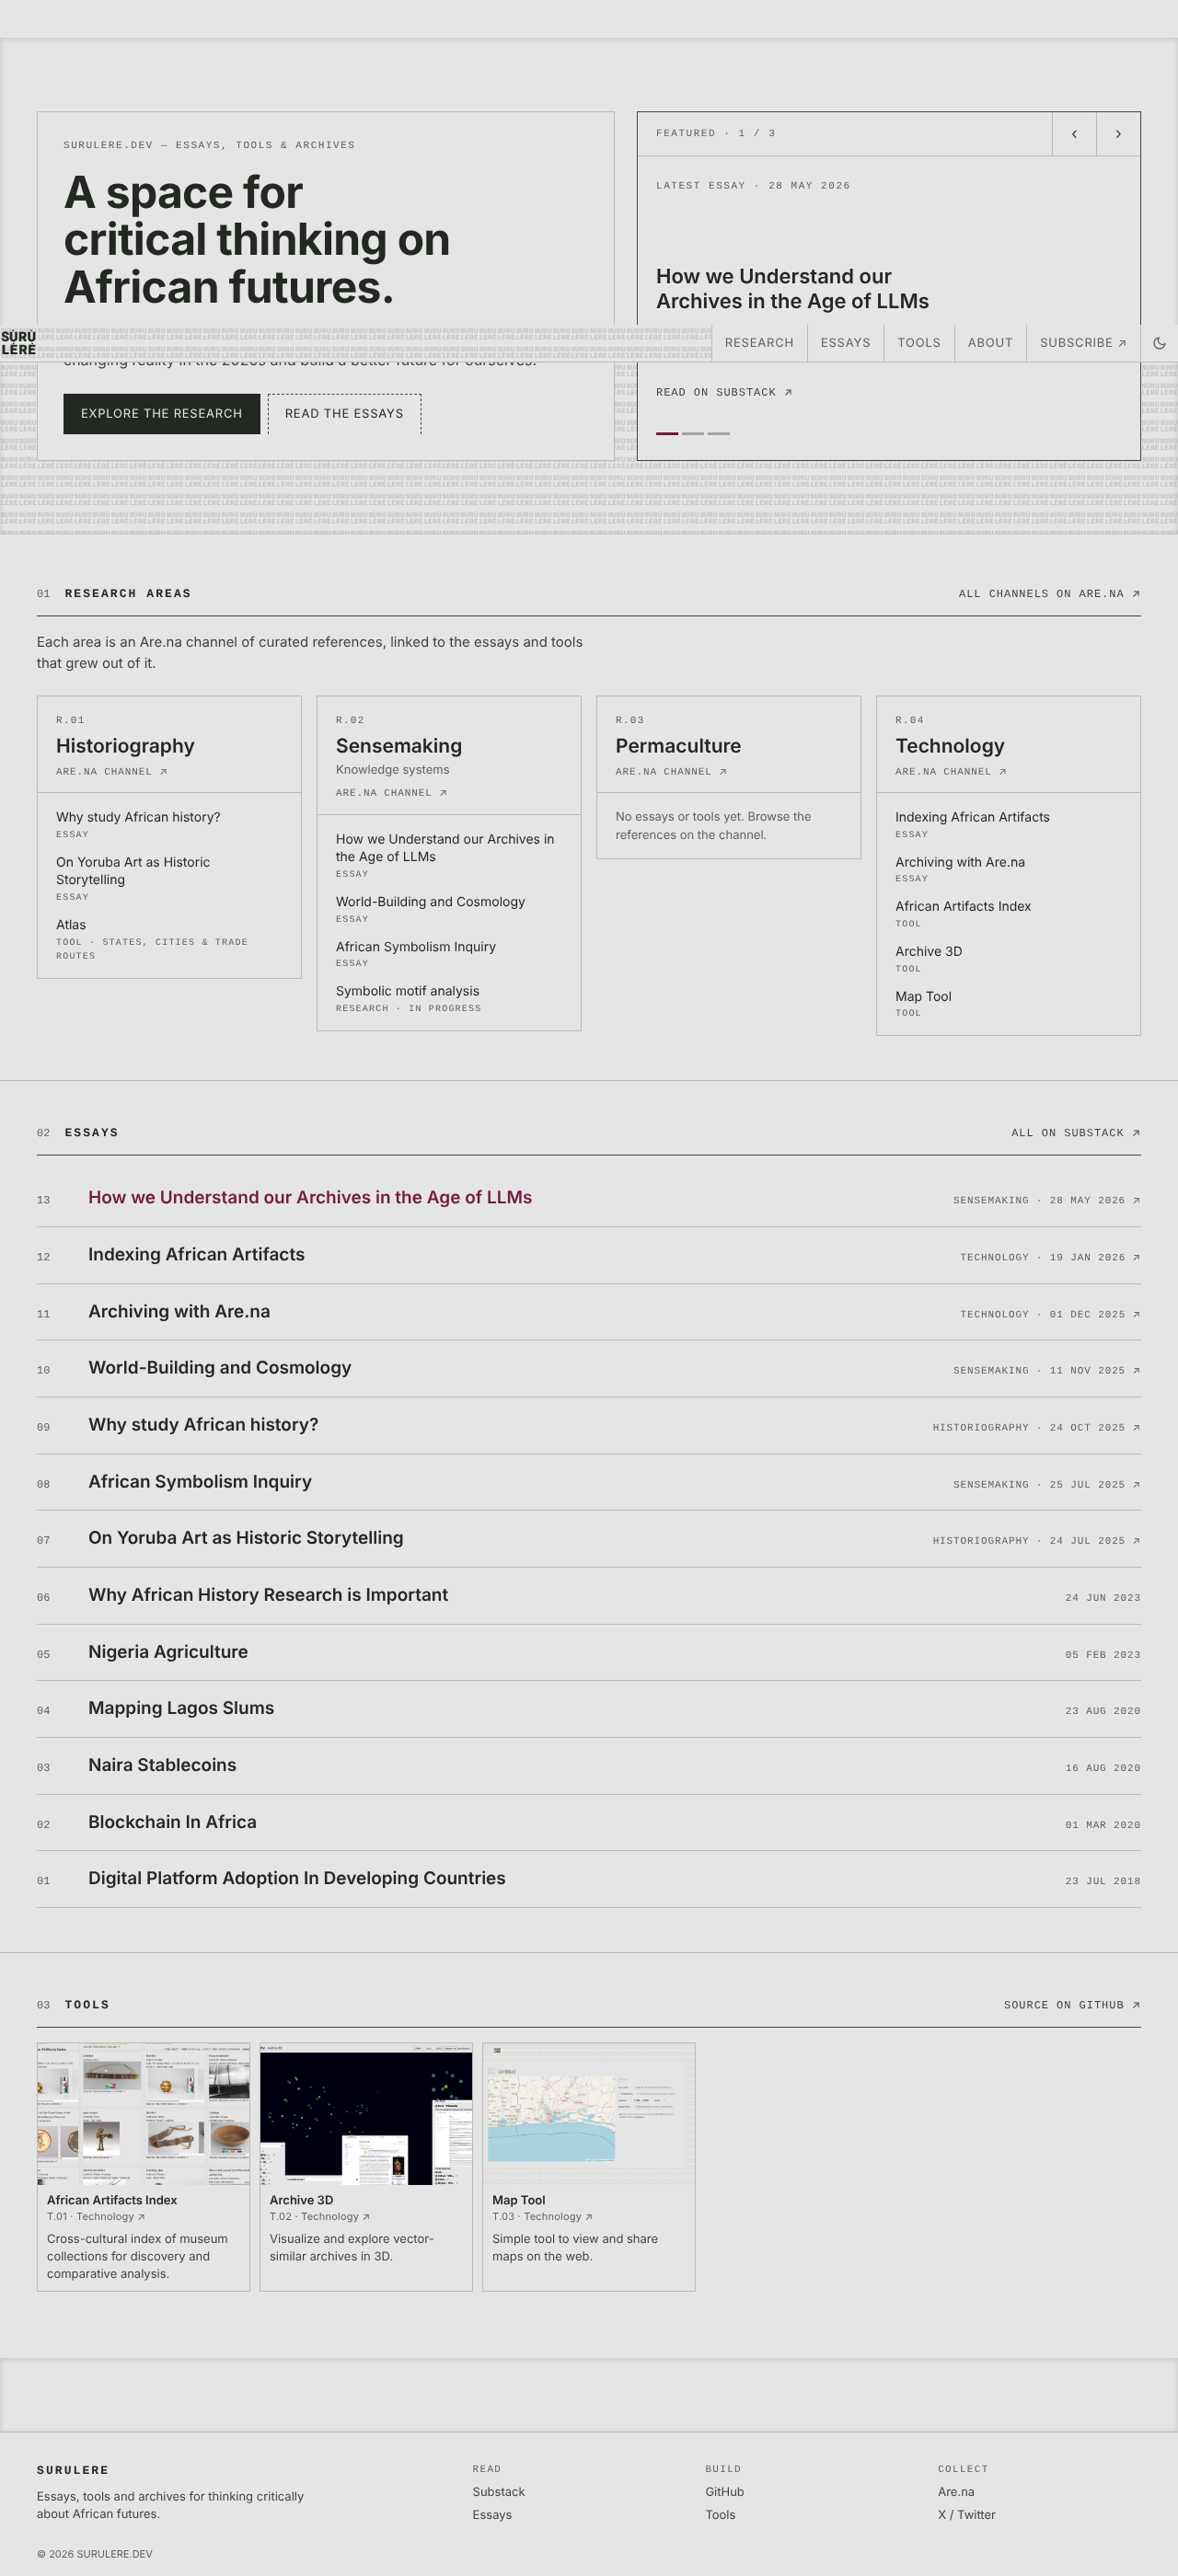 SURULERE.DEV — ESSAYS, TOOLS & ARCHIVES
A space for
critical thinking on
African futures.
FEATURED · 1 / 3
‹ ›
LATEST ESSAY · 28 MAY 2026
How we Understand our
Archives in the Age of LLMs
SURU
LERE
RESEARCH
ESSAYS
TOOLS
ABOUT
SUBSCRIBE ↗
changing reality in the 2020s and build a better future for ourselves.
EXPLORE THE RESEARCH
READ THE ESSAYS
READ ON SUBSTACK ↗
01 RESEARCH AREAS
ALL CHANNELS ON ARE.NA ↗
Each area is an Are.na channel of curated references, linked to the essays and tools
that grew out of it.
R.01
Historiography
ARE.NA CHANNEL ↗
Why study African history?
ESSAY
On Yoruba Art as Historic
Storytelling
ESSAY
Atlas
TOOL · STATES, CITIES & TRADE
ROUTES
R.02
Sensemaking
Knowledge systems
ARE.NA CHANNEL ↗
How we Understand our Archives in
the Age of LLMs
ESSAY
World-Building and Cosmology
ESSAY
African Symbolism Inquiry
ESSAY
Symbolic motif analysis
RESEARCH · IN PROGRESS
R.03
Permaculture
ARE.NA CHANNEL ↗
No essays or tools yet. Browse the
references on the channel.
R.04
Technology
ARE.NA CHANNEL ↗
Indexing African Artifacts
ESSAY
Archiving with Are.na
ESSAY
African Artifacts Index
TOOL
Archive 3D
TOOL
Map Tool
TOOL
02 ESSAYS
ALL ON SUBSTACK ↗
13 How we Understand our Archives in the Age of LLMs SENSEMAKING · 28 MAY 2026 ↗
12 Indexing African Artifacts TECHNOLOGY · 19 JAN 2026 ↗
11 Archiving with Are.na TECHNOLOGY · 01 DEC 2025 ↗
10 World-Building and Cosmology SENSEMAKING · 11 NOV 2025 ↗
09 Why study African history? HISTORIOGRAPHY · 24 OCT 2025 ↗
08 African Symbolism Inquiry SENSEMAKING · 25 JUL 2025 ↗
07 On Yoruba Art as Historic Storytelling HISTORIOGRAPHY · 24 JUL 2025 ↗
06 Why African History Research is Important 24 JUN 2023
05 Nigeria Agriculture 05 FEB 2023
04 Mapping Lagos Slums 23 AUG 2020
03 Naira Stablecoins 16 AUG 2020
02 Blockchain In Africa 01 MAR 2020
01 Digital Platform Adoption In Developing Countries 23 JUL 2018
03 TOOLS
SOURCE ON GITHUB ↗
African Artifacts Index
T.01 · Technology ↗
Cross-cultural index of museum
collections for discovery and
comparative analysis.
Archive 3D
T.02 · Technology ↗
Visualize and explore vector-
similar archives in 3D.
Untitled
Map Tool
T.03 · Technology ↗
Simple tool to view and share
maps on the web.
SURULERE
Essays, tools and archives for thinking critically
about African futures.
READ
Substack
Essays
BUILD
GitHub
Tools
COLLECT
Are.na
X / Twitter
© 2026 SURULERE.DEV